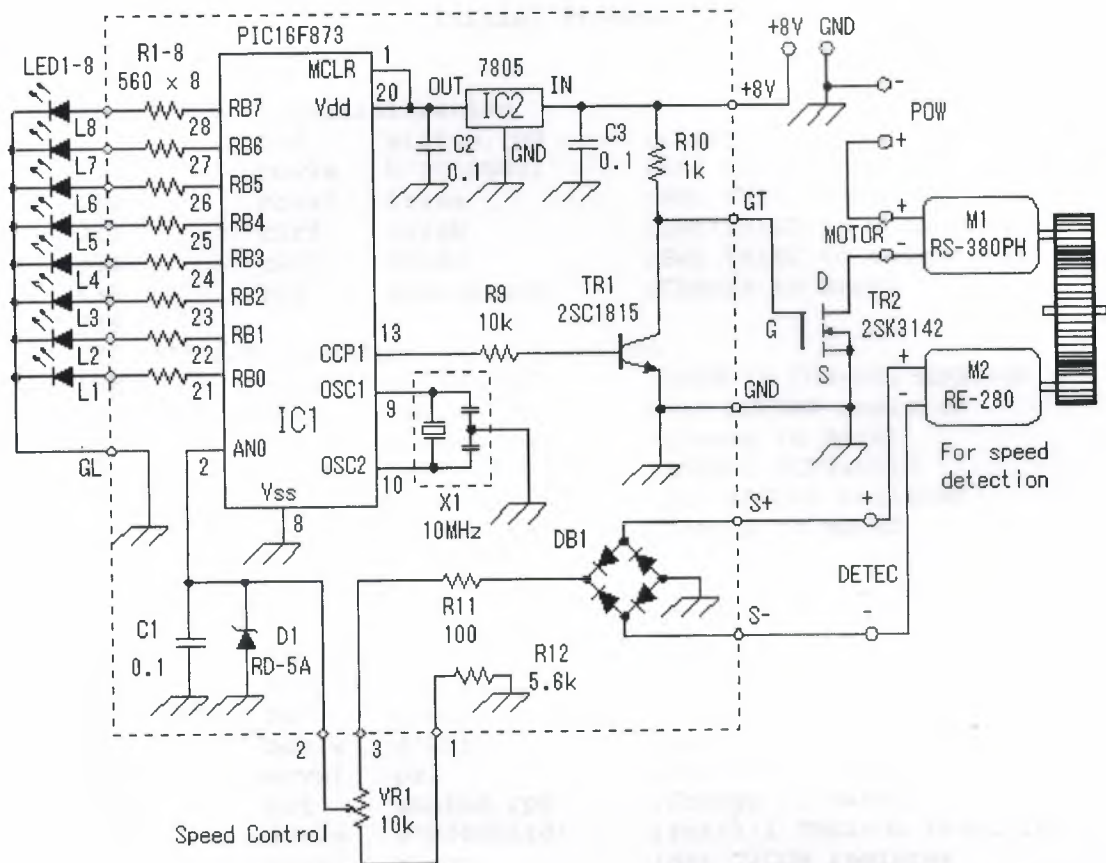 +8V GND
PIC16F873
R1-8
560 × 8
LED1-8
1
MCLR
20
Vdd
OUT
7805
IC2
IN
GND
C2
0.1
C3
0.1
+8V
-
POW
+
R10
1k
GT
RB7
28
L8
RB6
27
L7
RB5
26
L6
RB4
25
L5
RB3
24
L4
RB2
23
L3
RB1
22
L2
RB0
21
L1
MOTOR
+
-
M1
RS-380PH
D
G
S
TR2
2SK3142
TR1
2SC1815
R9
10k
13
CCP1
OSC1
9
IC1
OSC2
10
X1
10MHz
AN0
2
GL
Vss
8
GND
+
-
M2
RE-280
For speed
detection
S+
+
DB1
DETEC
S-
-
R11
100
R12
5.6k
C1
0.1
D1
RD-5A
2
3
1
VR1
10k
Speed Control